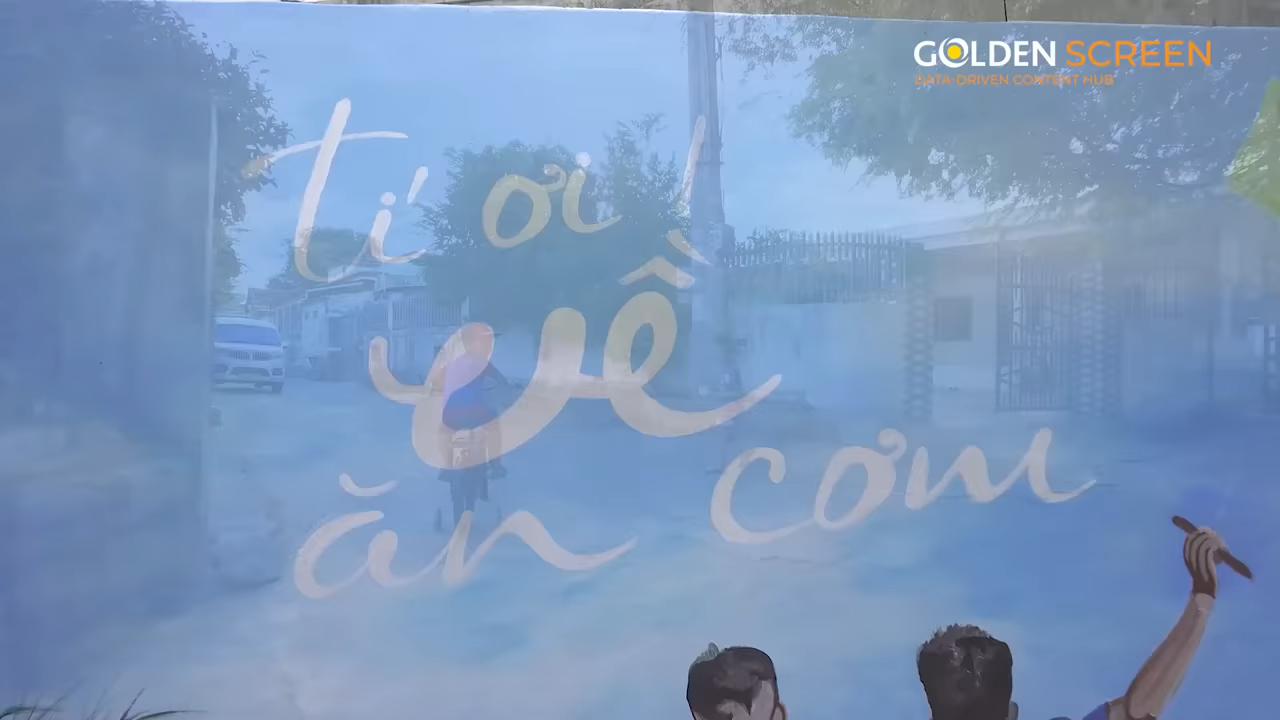 GOLDEN SCREEN
DATA-DRIVEN CONTENT HUB
Tí ơi!
về
ăn cơm